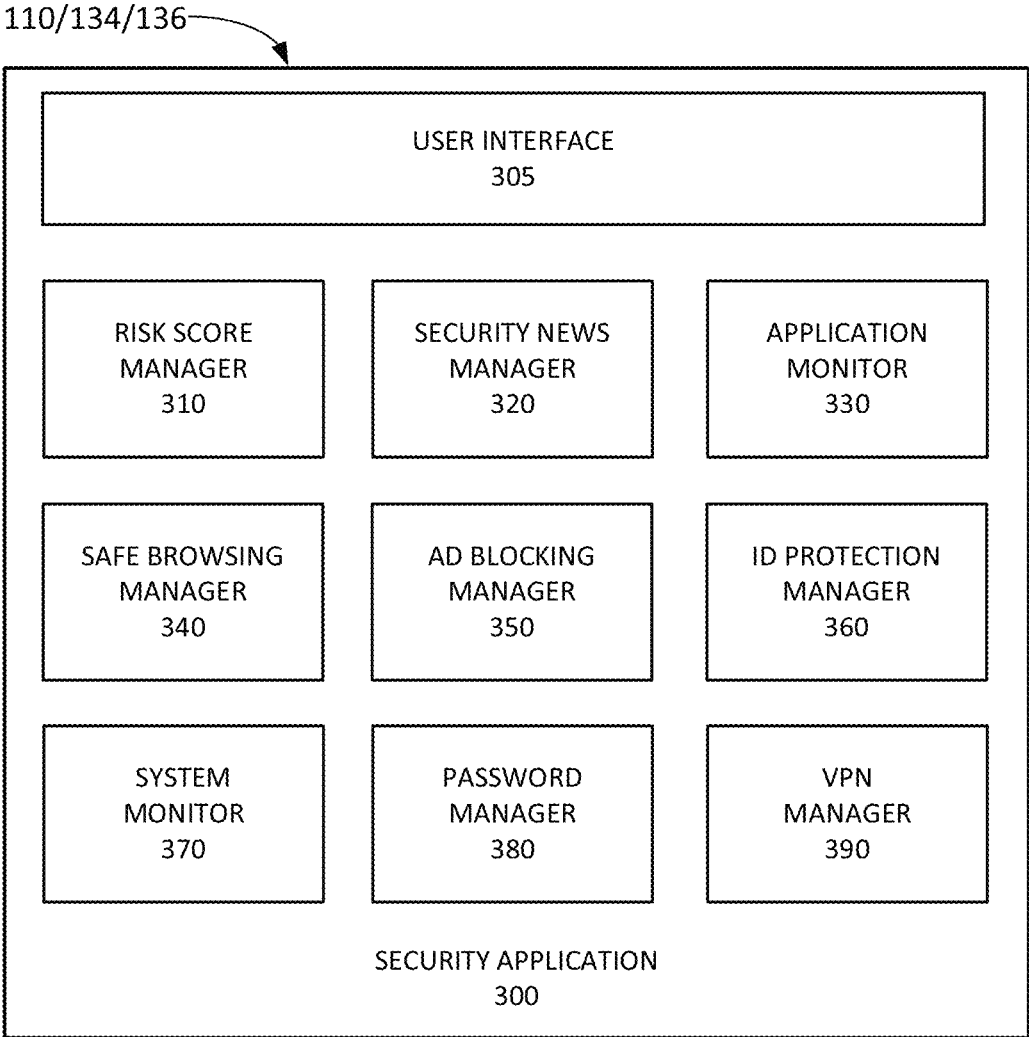 110/134/136
USER INTERFACE
305
RISK SCORE
MANAGER
310
SECURITY NEWS
MANAGER
320
APPLICATION
MONITOR
330
SAFE BROWSING
MANAGER
340
AD BLOCKING
MANAGER
350
ID PROTECTION
MANAGER
360
SYSTEM
MONITOR
370
PASSWORD
MANAGER
380
VPN
MANAGER
390
SECURITY APPLICATION
300